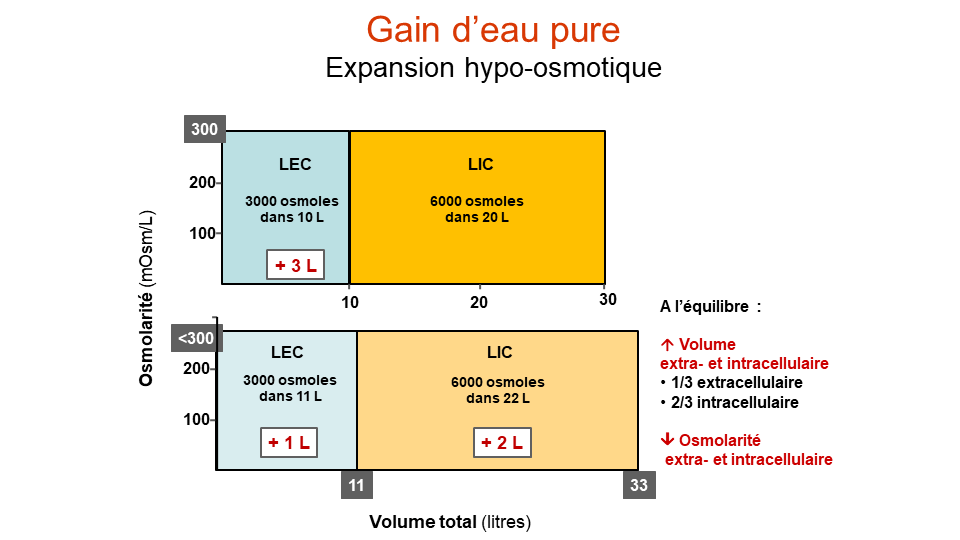 Gain d’eau pure
Expansion hypo-osmotique
300
200
100
LEC
3000 osmoles
dans 10 L
+ 3 L
LIC
6000 osmoles
dans 20 L
10
20
30
Osmolarité (mOsm/L)
<300
200
100
LEC
3000 osmoles
dans 11 L
+ 1 L
LIC
6000 osmoles
dans 22 L
+ 2 L
11
33
Volume total (litres)
A l’équilibre :
↑ Volume
extra- et intracellulaire
• 1/3 extracellulaire
• 2/3 intracellulaire
↓ Osmolarité
extra- et intracellulaire